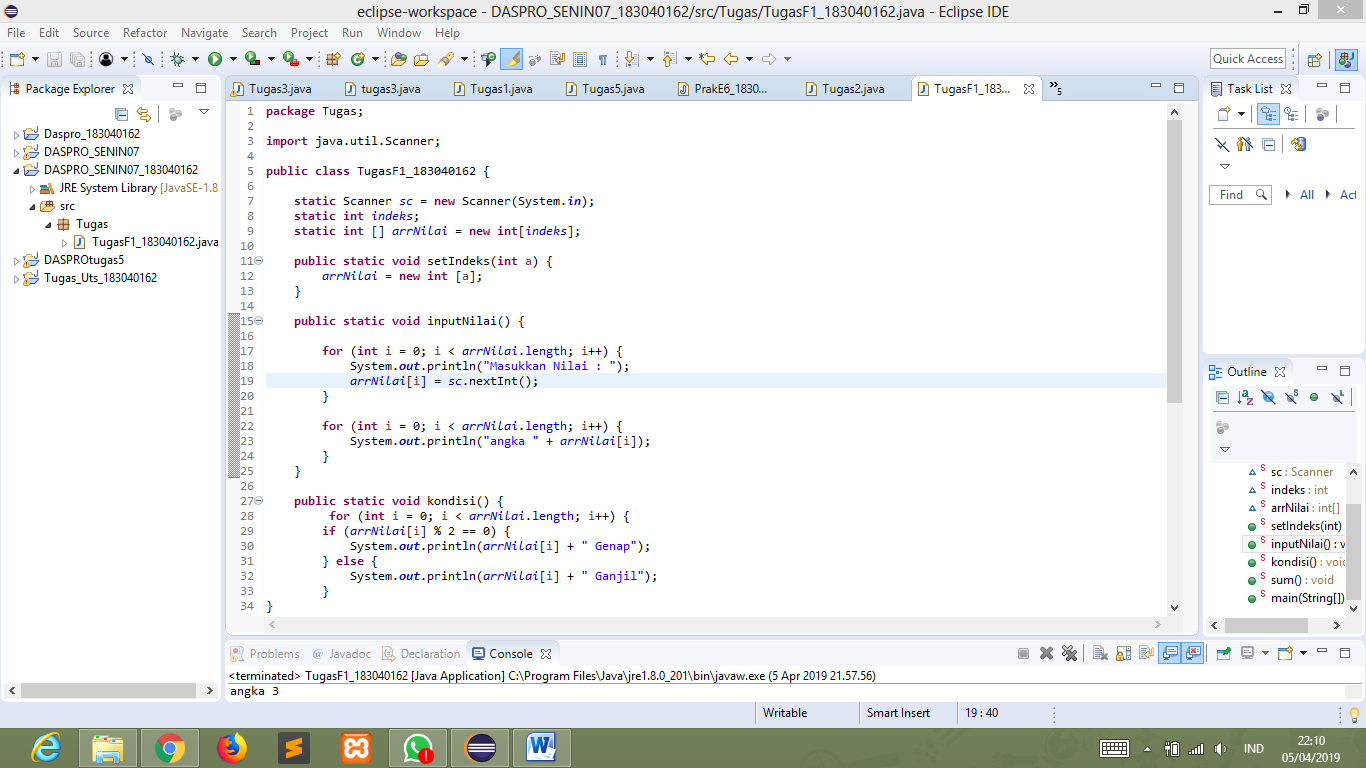 eclipse-workspace - DASPRO_SENIN07_183040162/src/Tugas/TugasF1_183040162.java - Eclipse IDE
File Edit Source Refactor Navigate Search Project Run Window Help
Quick Access
Package Explorer
Daspro_183040162
DASPRO_SENIN07
DASPRO_SENIN07_183040162
JRE System Library [JavaSE-1.8
src
Tugas
TugasF1_183040162.java
DASPROtugas5
Tugas_Uts_183040162
Tugas3.java tugas3.java Tugas1.java Tugas5.java PrakE6_1830... Tugas2.java TugasF1_183... 5
1 package Tugas;
2
3 import java.util.Scanner;
4
5 public class TugasF1_183040162 {
6
7 static Scanner sc = new Scanner(System.in);
8 static int indeks;
9 static int [] arrNilai = new int[indeks];
10
11 public static void setIndeks(int a) {
12 arrNilai = new int [a];
13 }
14
15 public static void inputNilai() {
16
17 for (int i = 0; i < arrNilai.length; i++) {
18 System.out.println("Masukkan Nilai : ");
19 arrNilai[i] = sc.nextInt();
20 }
21
22 for (int i = 0; i < arrNilai.length; i++) {
23 System.out.println("angka " + arrNilai[i]);
24 }
25 }
26
27 public static void kondisi() {
28 for (int i = 0; i < arrNilai.length; i++) {
29 if (arrNilai[i] % 2 == 0) {
30 System.out.println(arrNilai[i] + " Genap");
31 } else {
32 System.out.println(arrNilai[i] + " Ganjil");
33 }
34 }
Task List
Find All Act
Outline
sc : Scanner
indeks : int
arrNilai : int[]
setIndeks(int)
inputNilai() : v
kondisi() : voic
sum() : void
main(String[])
Problems @ Javadoc Declaration Console
<terminated> TugasF1_183040162 [Java Application] C:\Program Files\Java\jre1.8.0_201\bin\javaw.exe (5 Apr 2019 21.57.56)
angka 3
Writable Smart Insert 19 : 40
IND
22:10
05/04/2019